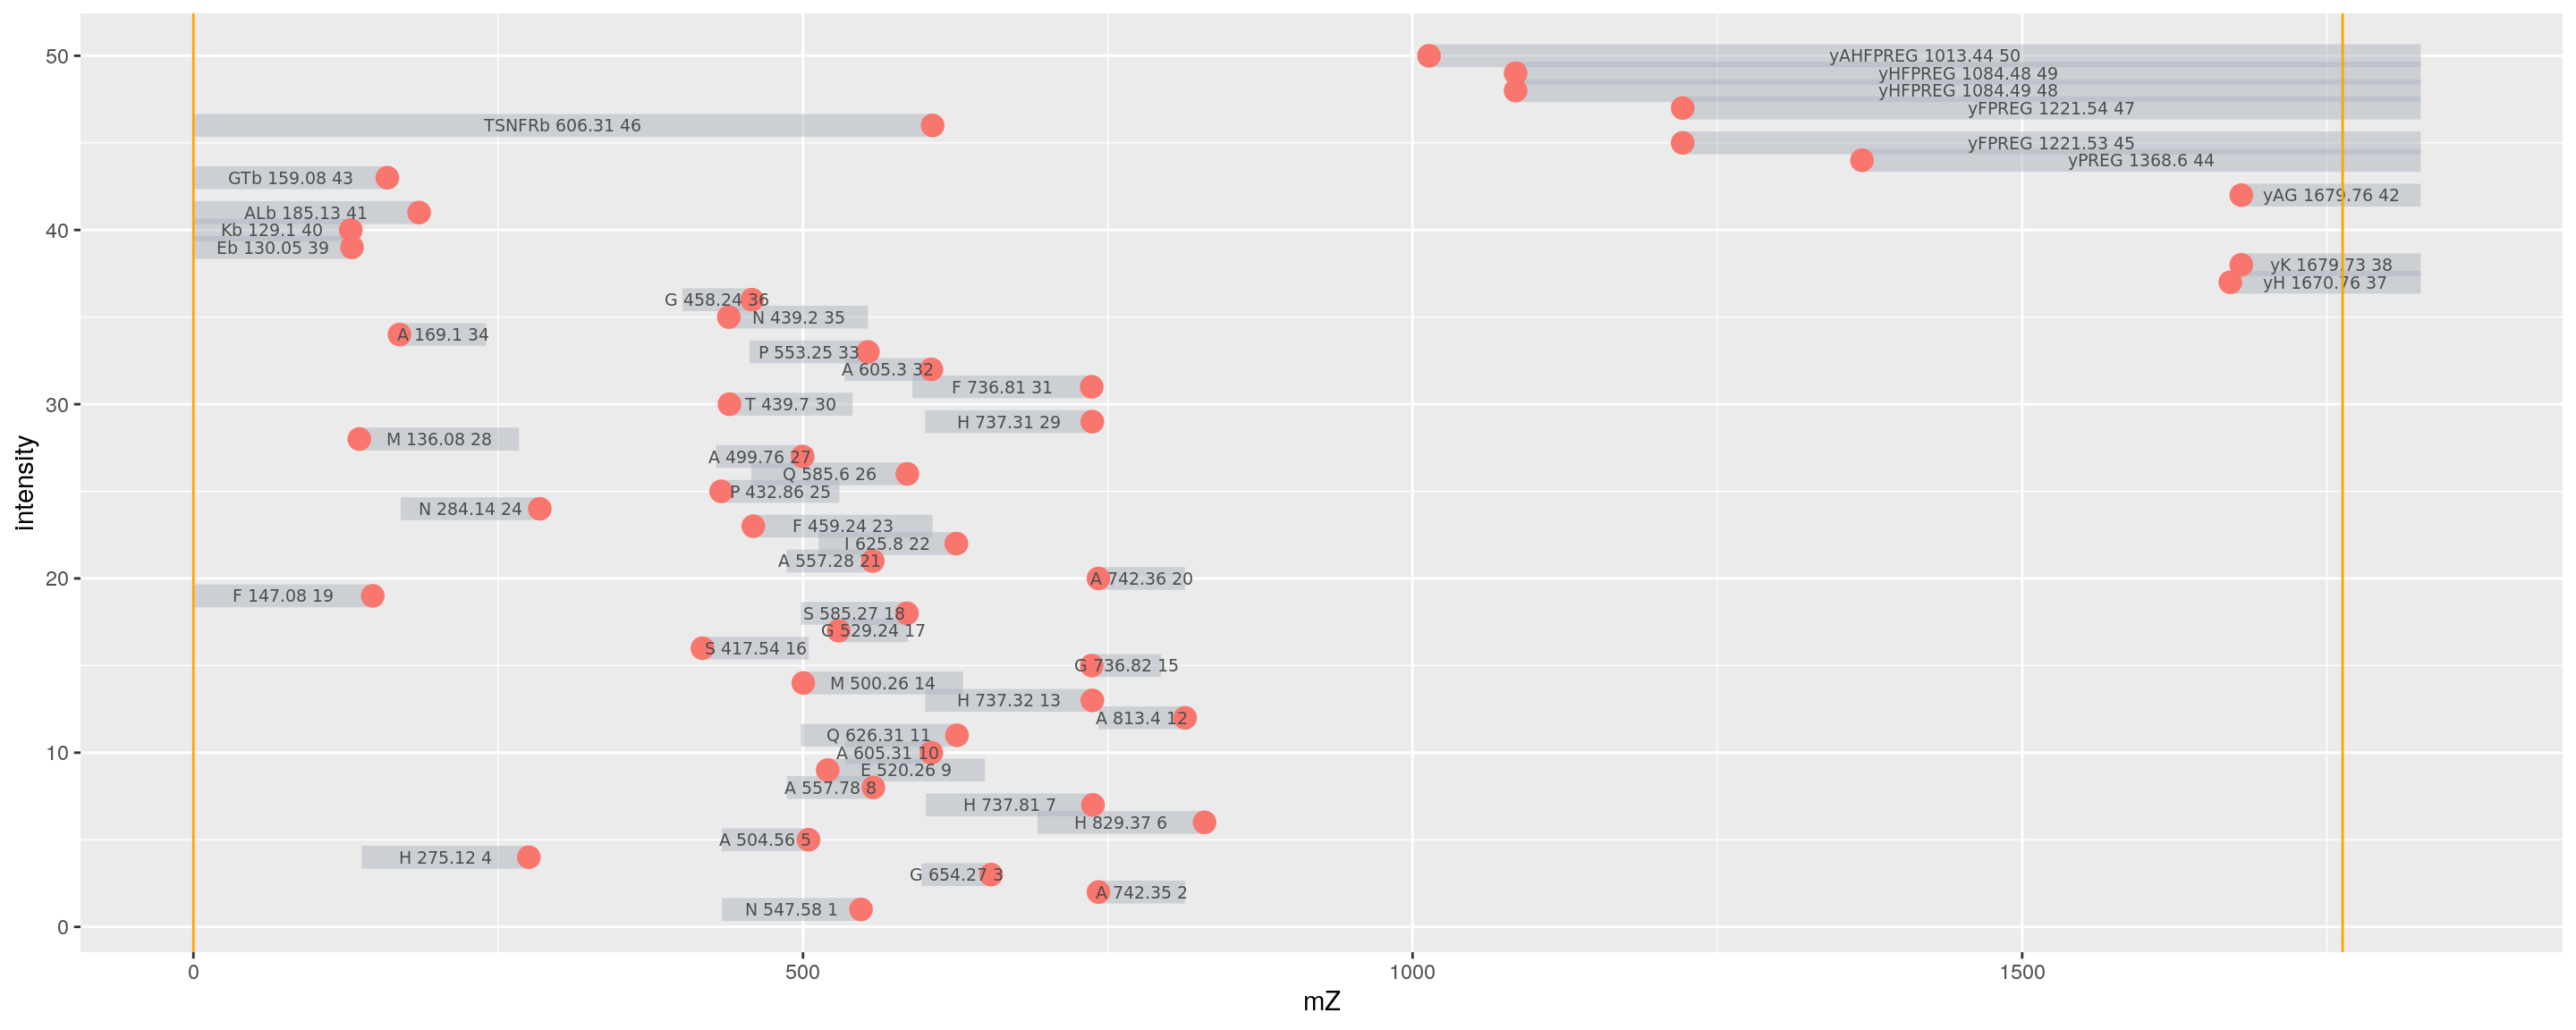 50
yAHFPREG 1013.44 50
yHFPREG 1084.48 49
yHFPREG 1084.49 48
yFPREG 1221.54 47
TSNFRb 606.31 46
yFPREG 1221.53 45
yPREG 1368.6 44
GTb 159.08 43
yAG 1679.76 42
ALb 185.13 41
40
Kb 129.1 40
Eb 130.05 39
yK 1679.73 38
yH 1670.76 37
G 458.24 36
N 439.2 35
A 169.1 34
P 553.25 33
A 605.3 32
F 736.81 31
30
T 439.7 30
H 737.31 29
M 136.08 28
A 499.76 27
Q 585.6 26
P 432.86 25
N 284.14 24
F 459.24 23
I 625.8 22
A 557.28 21
20
A 742.36 20
F 147.08 19
S 585.27 18
G 529.24 17
S 417.54 16
G 736.82 15
M 500.26 14
H 737.32 13
A 813.4 12
Q 626.31 11
10
A 605.31 10
E 520.26 9
A 557.78 8
H 737.81 7
H 829.37 6
A 504.56 5
H 275.12 4
G 654.27 3
A 742.35 2
N 547.58 1
0
intensity
0 500 1000 1500
mZ